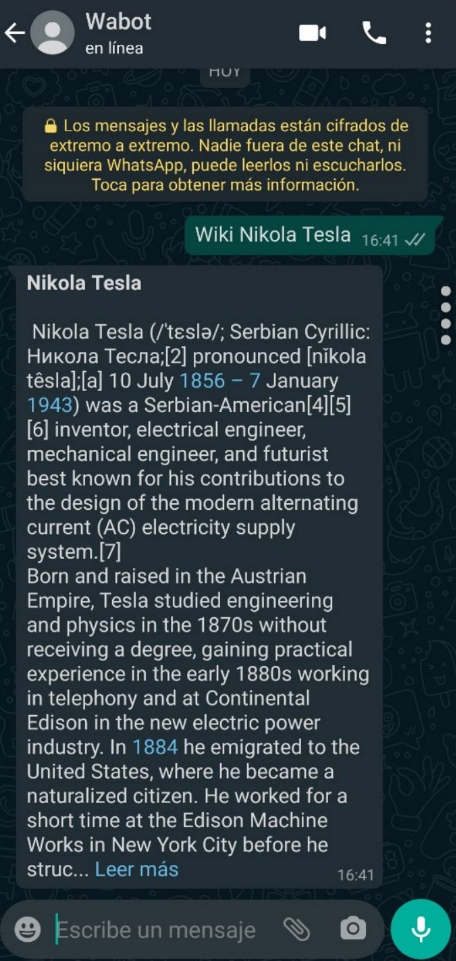 Wabot
en línea
HOY
Los mensajes y las llamadas están cifrados de
extremo a extremo. Nadie fuera de este chat, ni
siquiera WhatsApp, puede leerlos ni escucharlos.
Toca para obtener más información.
Wiki Nikola Tesla 16:41
Nikola Tesla
Nikola Tesla (/ˈtɛslə/; Serbian Cyrillic:
Никола Тесла;[2] pronounced [nǐkola
têsla];[a] 10 July 1856 – 7 January
1943) was a Serbian-American[4][5]
[6] inventor, electrical engineer,
mechanical engineer, and futurist
best known for his contributions to
the design of the modern alternating
current (AC) electricity supply
system.[7]
Born and raised in the Austrian
Empire, Tesla studied engineering
and physics in the 1870s without
receiving a degree, gaining practical
experience in the early 1880s working
in telephony and at Continental
Edison in the new electric power
industry. In 1884 he emigrated to the
United States, where he became a
naturalized citizen. He worked for a
short time at the Edison Machine
Works in New York City before he
struc... Leer más 16:41
Escribe un mensaje